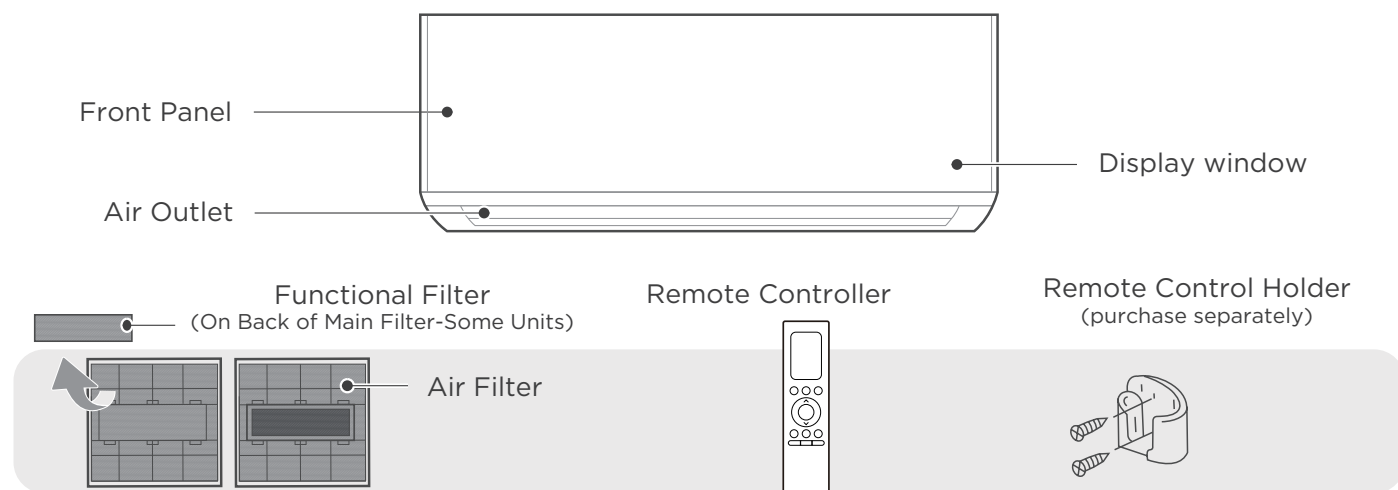 Front Panel
Display window
Air Outlet
Functional Filter
(On Back of Main Filter-Some Units)
Remote Controller
Remote Control Holder
(purchase separately)
Air Filter